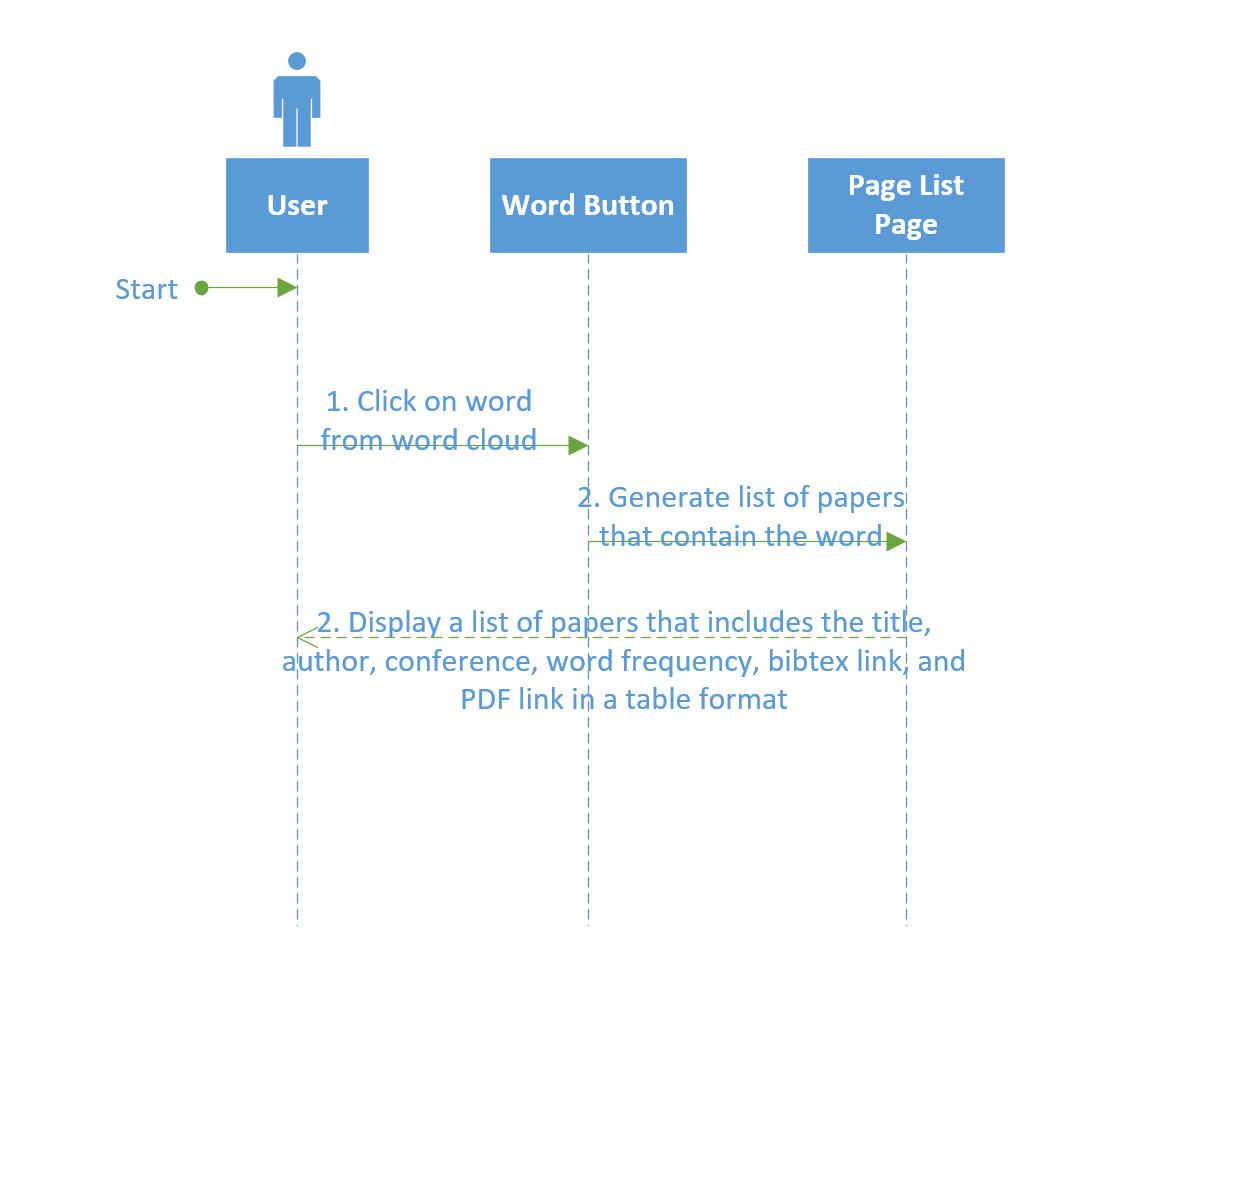 User
Word Button
Page List
Page
Start
1. Click on word
from word cloud
2. Generate list of papers
that contain the word
2. Display a list of papers that includes the title,
author, conference, word frequency, bibtex link, and
PDF link in a table format